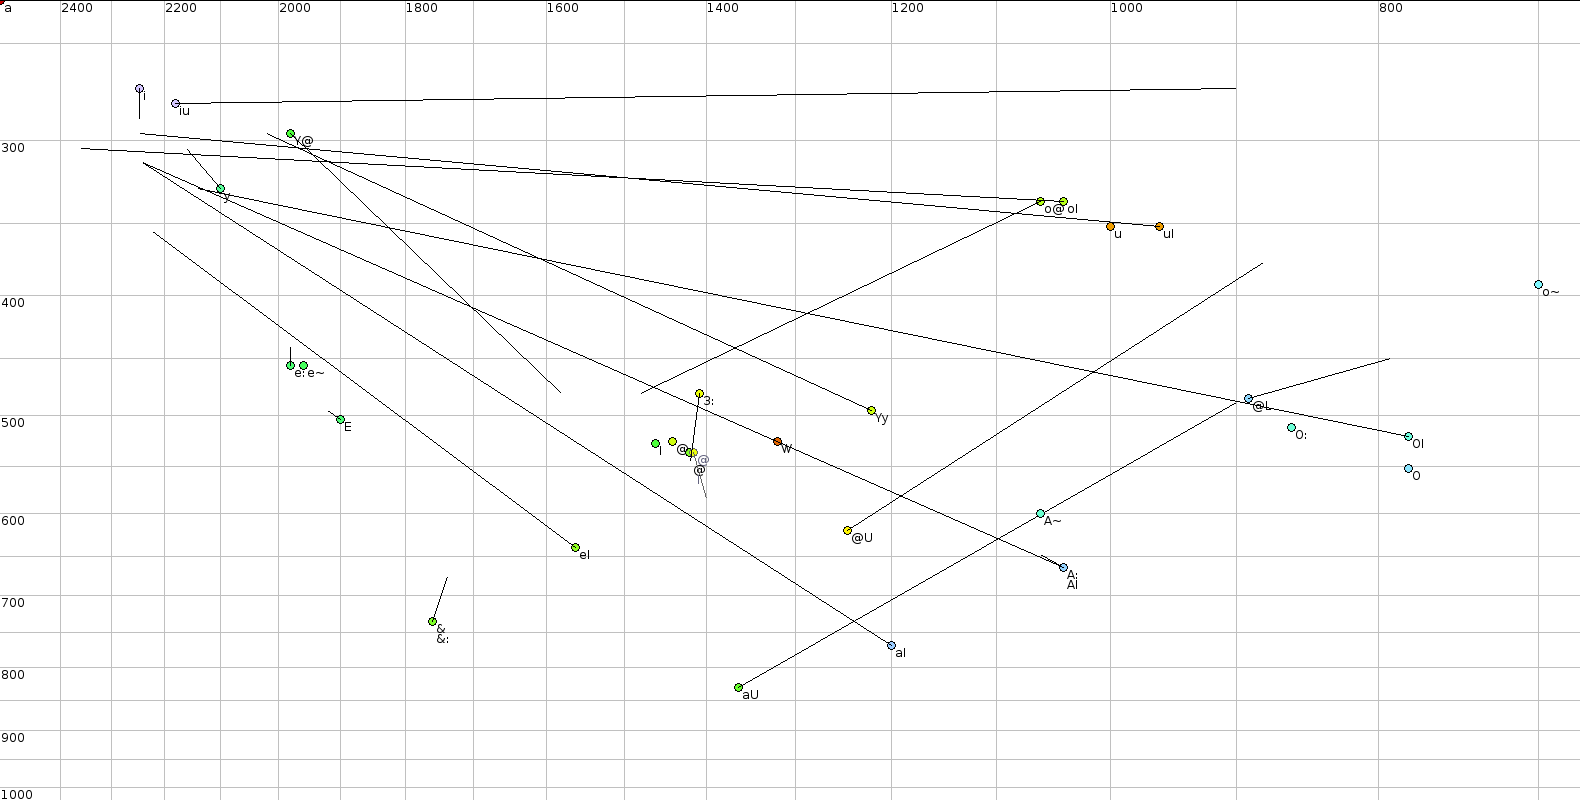 a 2400 2200 2000 1800 1600 1400 1200 1000 800
i
iu
Y@
300
y
o@ oI
u uI
o~
400
e: e~
3:
@L
Yy
500
E
O:
OI
W
I
@
@
@
O
600
A~
@U
eI
A:
AI
700
&
&:
aI
800
aU
900
1000